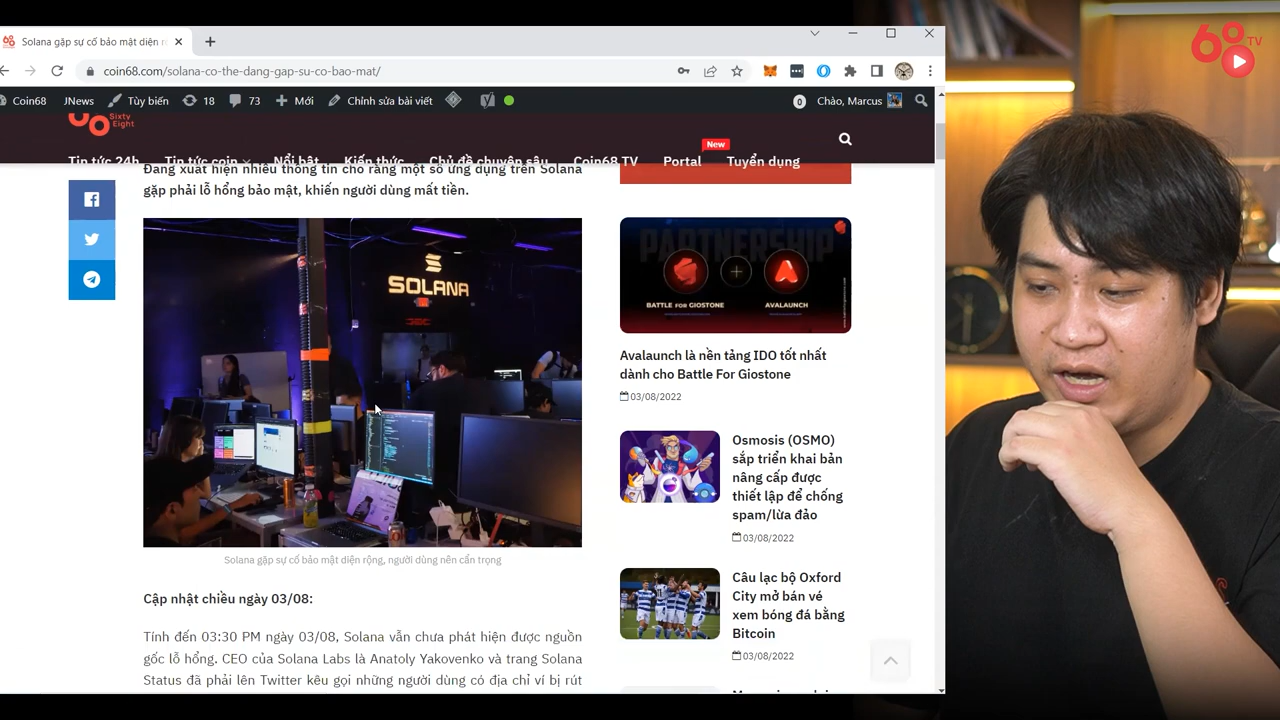 Solana gặp sự cố bảo mật diện r
coin68.com/solana-co-the-dang-gap-su-co-bao-mat/
Coin68 JNews Tùy biến 18 73 Mới Chỉnh sửa bài viết 0 Chào, Marcus
Sixty
Eight
New
Tin tức 24h Tin tức coin Nổi bật Kiến thức Chủ đề chuyên sâu Coin68 TV Portal Tuyển dụng
Đang xuất hiện nhiều thông tin cho rằng một số ứng dụng trên Solana
gặp phải lỗ hổng bảo mật, khiến người dùng mất tiền.
SOLANA
Solana gặp sự cố bảo mật diện rộng, người dùng nên cẩn trọng
Cập nhật chiều ngày 03/08:
Tính đến 03:30 PM ngày 03/08, Solana vẫn chưa phát hiện được nguồn
gốc lỗ hổng. CEO của Solana Labs là Anatoly Yakovenko và trang Solana
Status đã phải lên Twitter kêu gọi những người dùng có địa chỉ ví bị rút
PARTNERSHIP
BATTLE FOR GIOSTONE AVALAUNCH
Avalaunch là nền tảng IDO tốt nhất
dành cho Battle For Giostone
03/08/2022
Osmosis (OSMO)
sắp triển khai bản
nâng cấp được
thiết lập để chống
spam/lừa đảo
03/08/2022
Câu lạc bộ Oxford
City mở bán vé
xem bóng đá bằng
Bitcoin
03/08/2022
68 TV